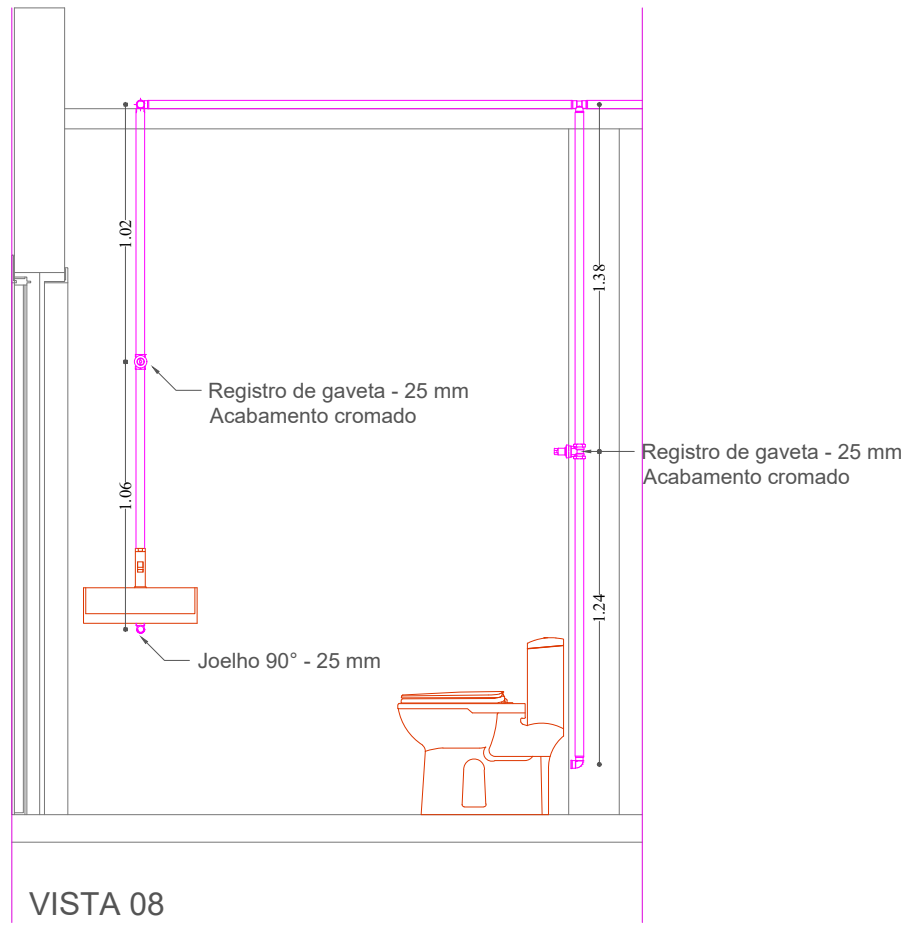 1.02
1.38
Registro de gaveta - 25 mm
Acabamento cromado
Registro de gaveta - 25 mm
Acabamento cromado
1.06
1.24
Joelho 90° - 25 mm
VISTA 08